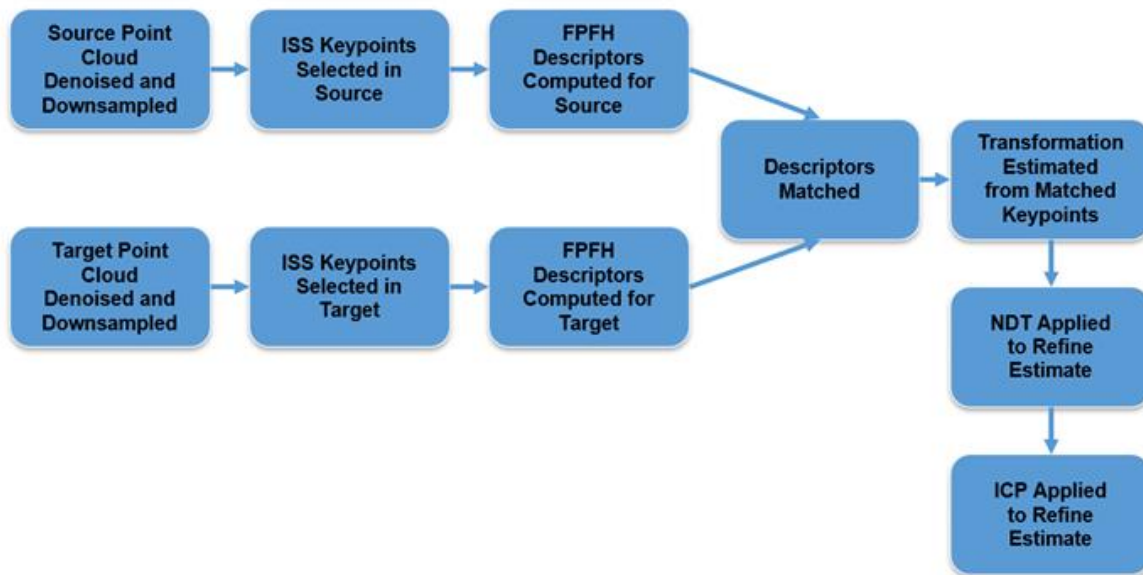 Source Point
Cloud
Denoised and
Downsampled
ISS Keypoints
Selected in
Source
FPFH
Descriptors
Computed for
Source
Target Point
Cloud
Denoised and
Downsampled
ISS Keypoints
Selected in
Target
FPFH
Descriptors
Computed for
Target
Descriptors
Matched
Transformation
Estimated
from Matched
Keypoints
NDT Applied
to Refine
Estimate
ICP Applied
to Refine
Estimate